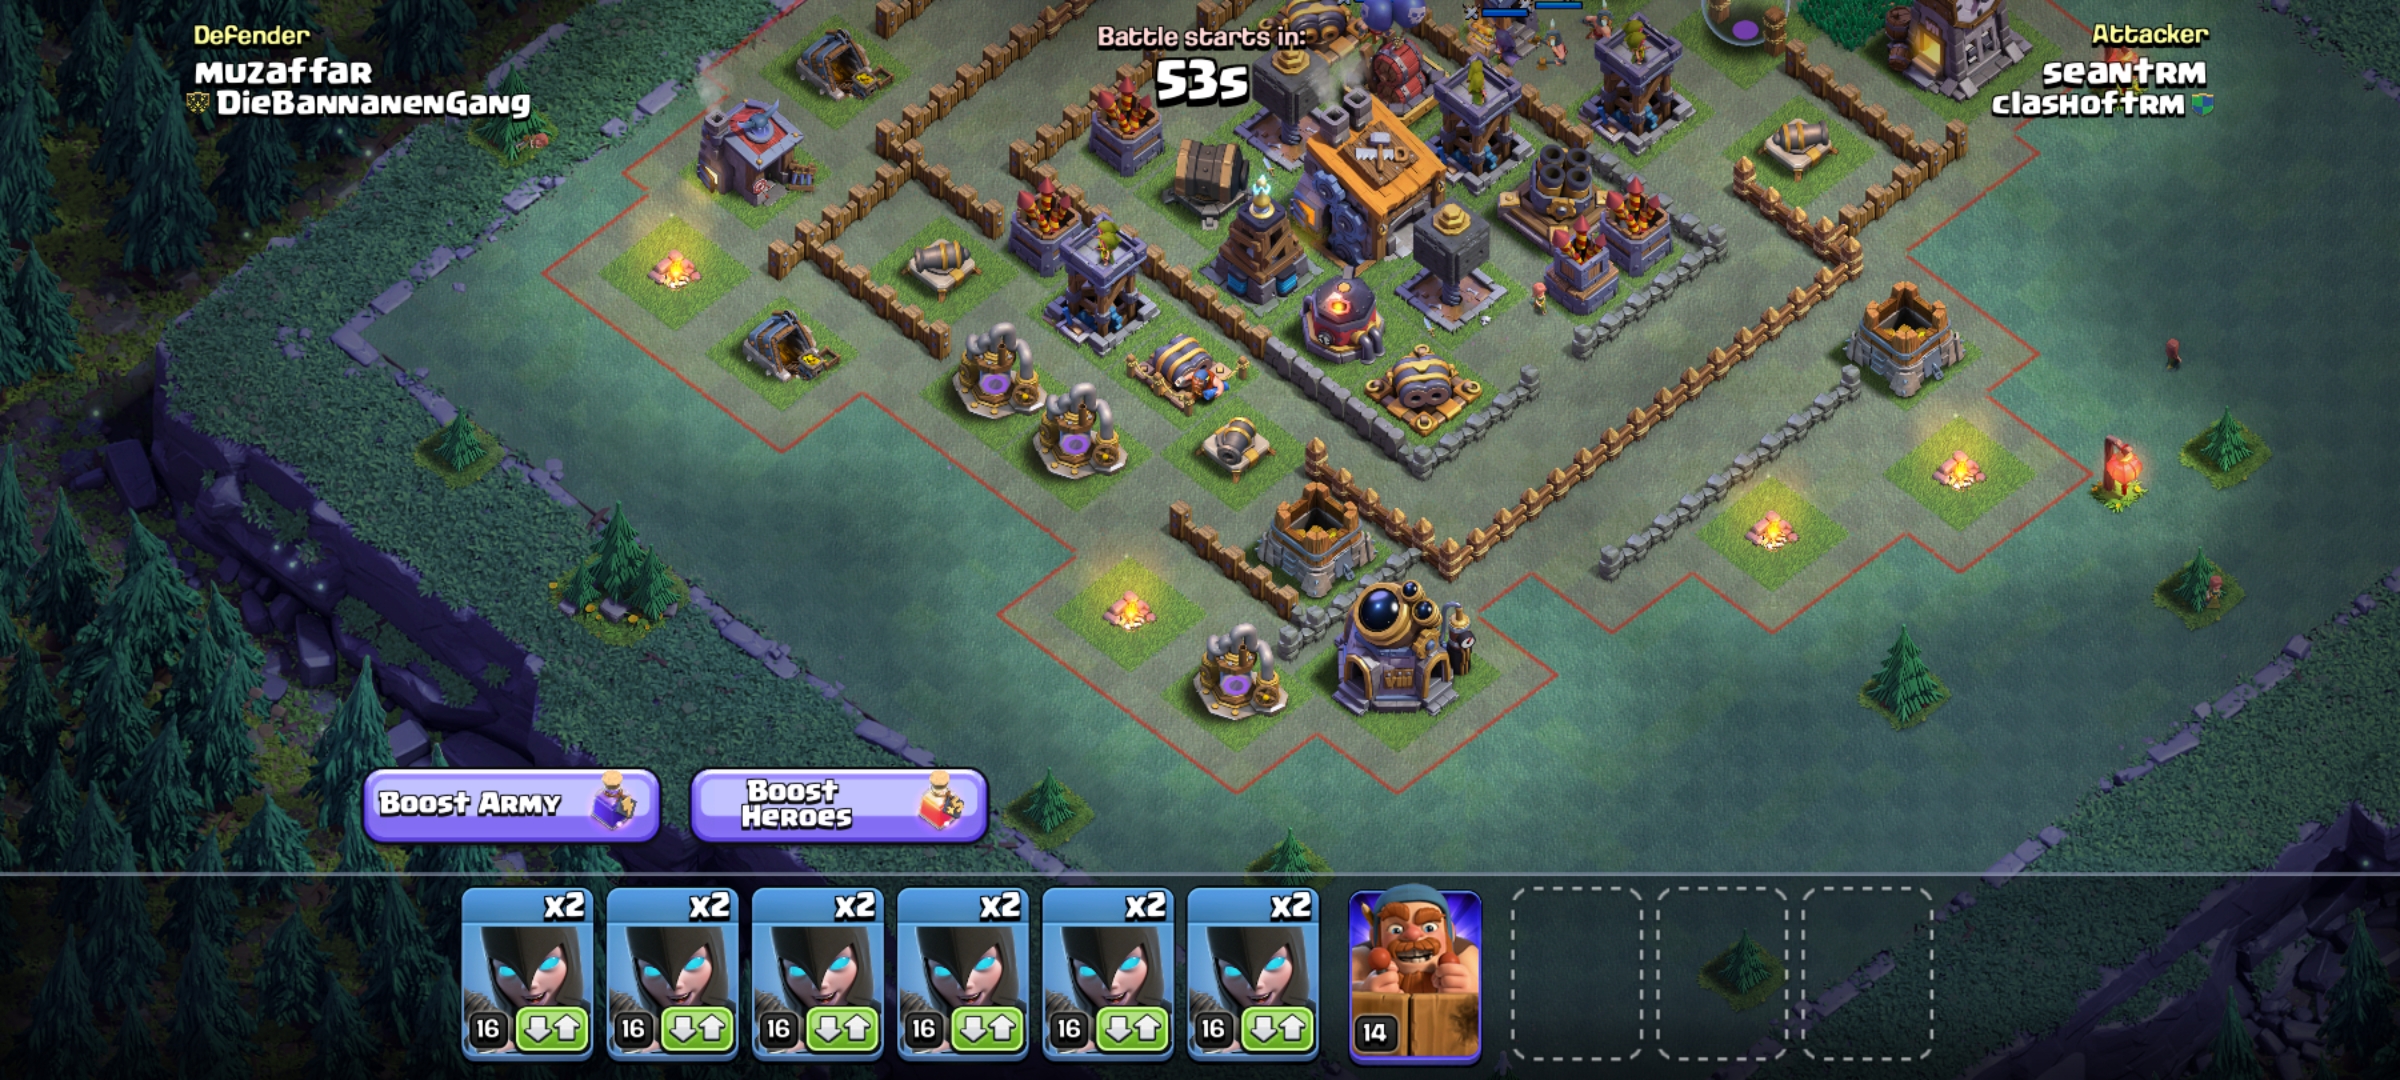 Defender
Muzaffar
DieBannanenGang
Battle starts in:
53s
Attacker
seantrm
clashoftrm
VIII
Boost Army
Boost
Heroes
x2
x2
x2
x2
x2
x2
16
16
16
16
16
16
14